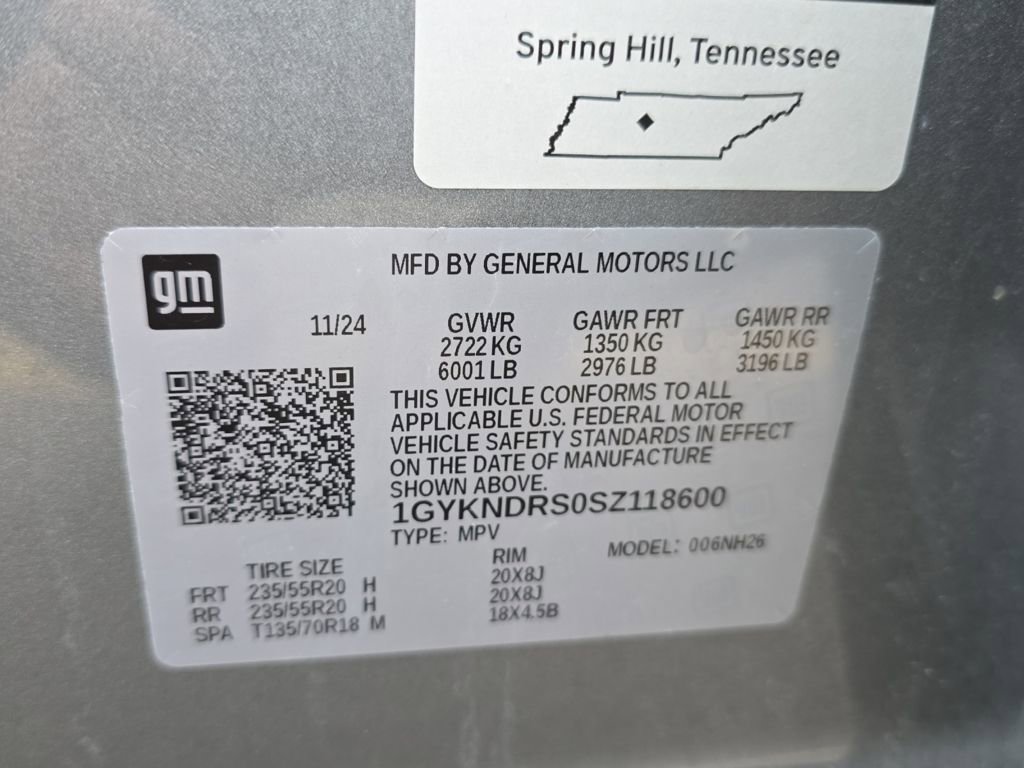 Spring Hill, Tennessee
gm
MFD BY GENERAL MOTORS LLC
11/24
GVWR GAWR FRT GAWR RR
2722 KG 1350 KG 1450 KG
6001 LB 2976 LB 3196 LB
THIS VEHICLE CONFORMS TO ALL
APPLICABLE U.S. FEDERAL MOTOR
VEHICLE SAFETY STANDARDS IN EFFECT
ON THE DATE OF MANUFACTURE
SHOWN ABOVE.
1GYKNDRS0SZ118600
TYPE: MPV MODEL: 006NH26
TIRE SIZE RIM
FRT 235/55R20 H 20X8J
RR 235/55R20 H 20X8J
SPA T135/70R18 M 18X4.5B